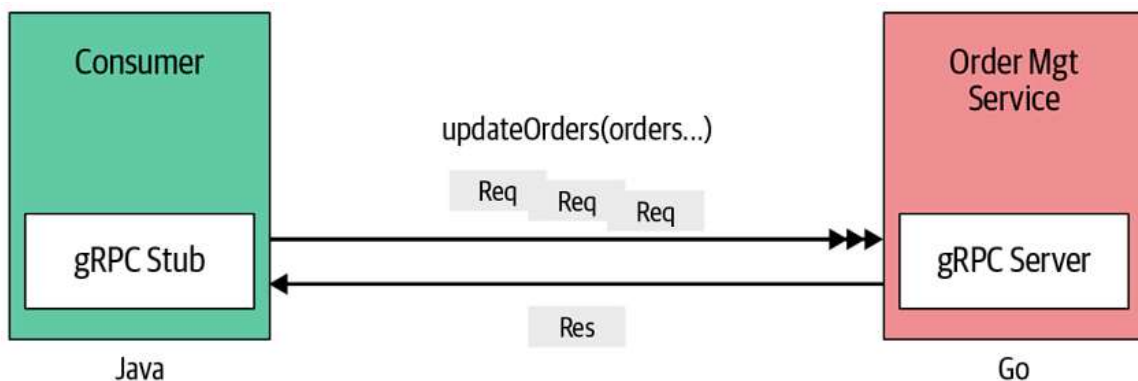 Consumer
Order Mgt
Service
updateOrders(orders...)
Req
Req
Req
gRPC Stub
gRPC Server
Res
Java
Go